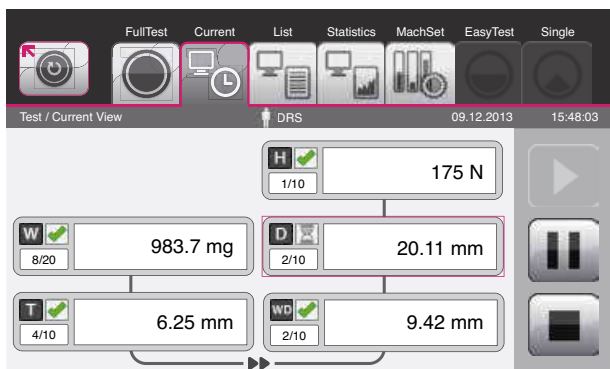 FullTest Current List Statistics MachSet EasyTest Single
Test / Current View DRS 09.12.2013 15:48:03
H 175 N
1/10
W 983.7 mg D 20.11 mm
8/20 2/10
T 6.25 mm WD 9.42 mm
4/10 2/10